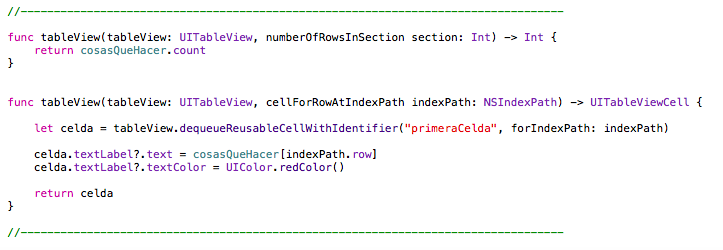 //--------------------------------------------------------------------------------
func tableView(tableView: UITableView, numberOfRowsInSection section: Int) -> Int {
    return cosasQueHacer.count
}
func tableView(tableView: UITableView, cellForRowAtIndexPath indexPath: NSIndexPath) -> UITableViewCell {
    let celda = tableView.dequeueReusableCellWithIdentifier("primeraCelda", forIndexPath: indexPath)
    celda.textLabel?.text = cosasQueHacer[indexPath.row]
    celda.textLabel?.textColor = UIColor.redColor()
    return celda
}
//--------------------------------------------------------------------------------